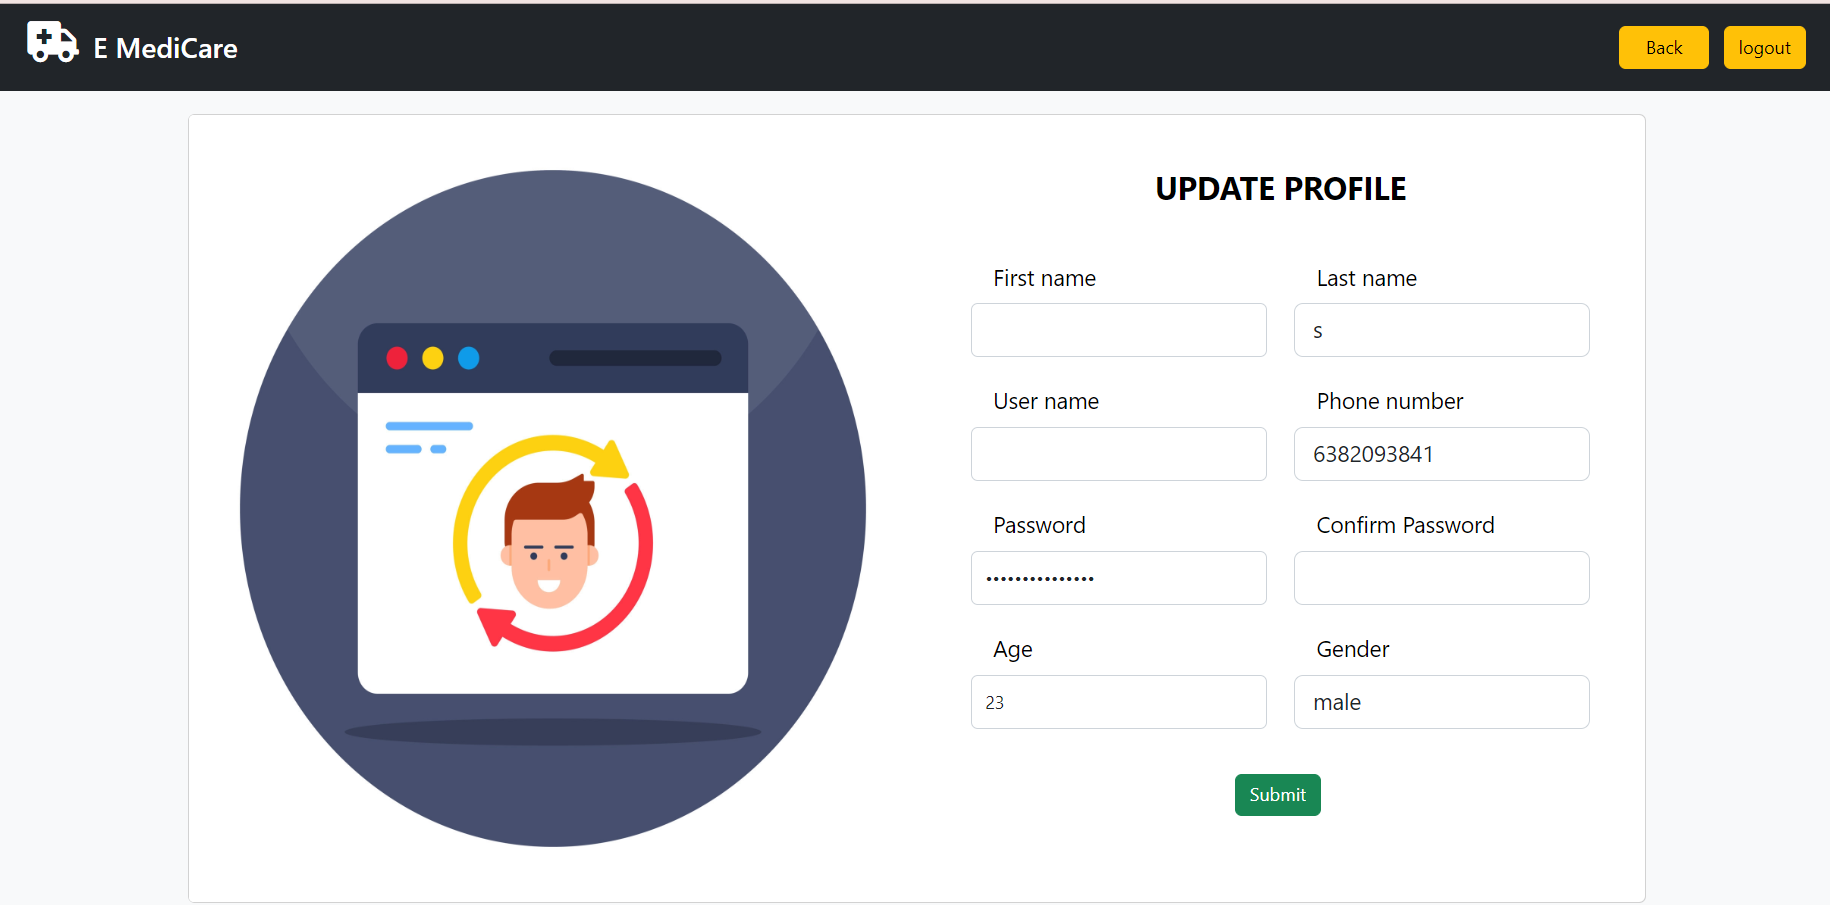 E MediCare
Back
logout
UPDATE PROFILE
First name
Last name
s
User name
Phone number
6382093841
Password
Confirm Password
•••••••••••••••
Age
Gender
23
male
Submit